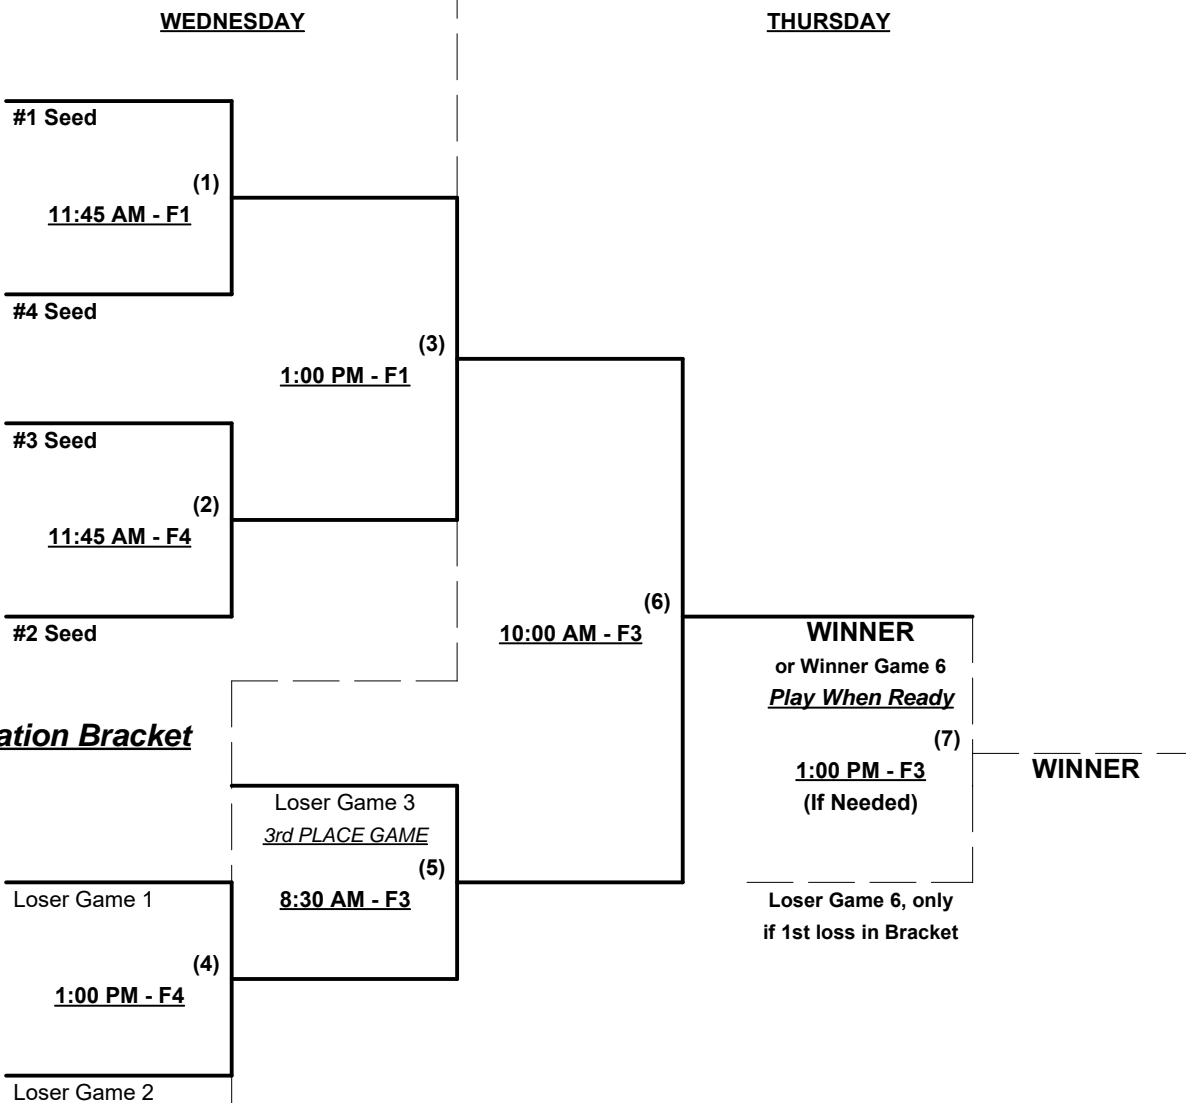 WEDNESDAY
THURSDAY
#1 Seed
(1)
11:45 AM - F1
#4 Seed
(3)
1:00 PM - F1
#3 Seed
(2)
11:45 AM - F4
#2 Seed
(6)
10:00 AM - F3
WINNER
or Winner Game 6
Play When Ready
(7)
1:00 PM - F3
(If Needed)
WINNER
Loser Game 6, only
if 1st loss in Bracket
ation Bracket
Loser Game 3
3rd PLACE GAME
(5)
8:30 AM - F3
Loser Game 1
(4)
1:00 PM - F4
Loser Game 2